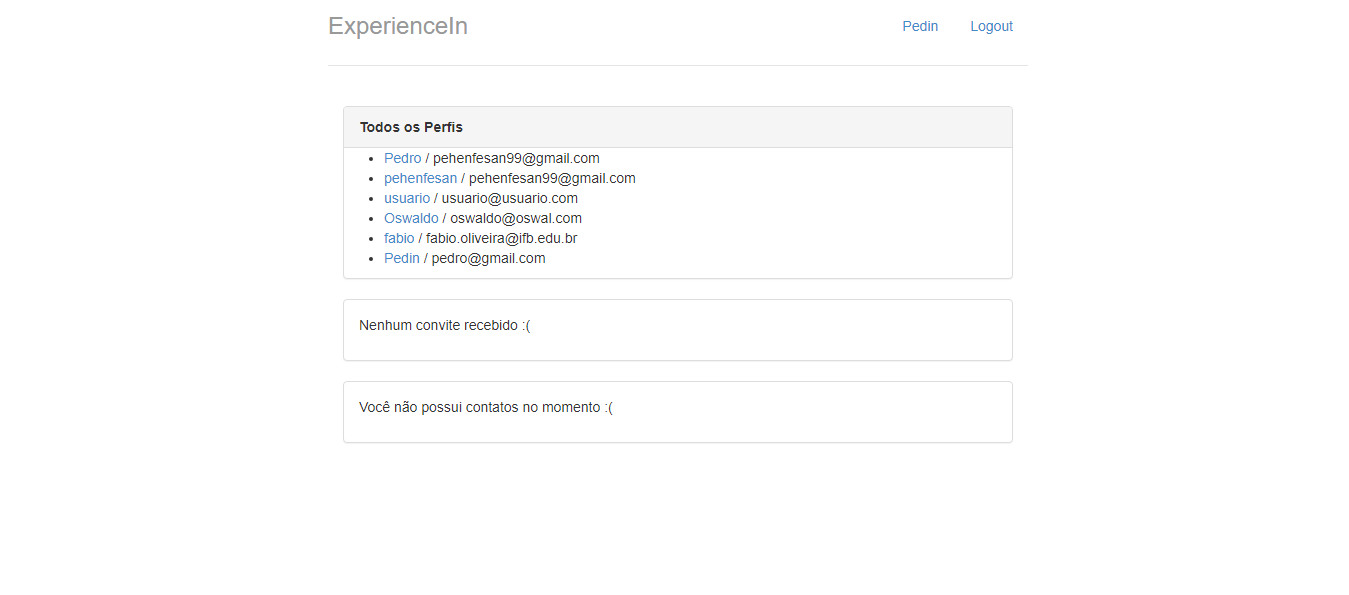 ExperienceIn Pedin Logout
Todos os Perfis
• Pedro / pehenfesan99@gmail.com
• pehenfesan / pehenfesan99@gmail.com
• usuario / usuario@usuario.com
• Oswaldo / oswaldo@oswal.com
• fabio / fabio.oliveira@ifb.edu.br
• Pedin / pedro@gmail.com
Nenhum convite recebido :(
Você não possui contatos no momento :(